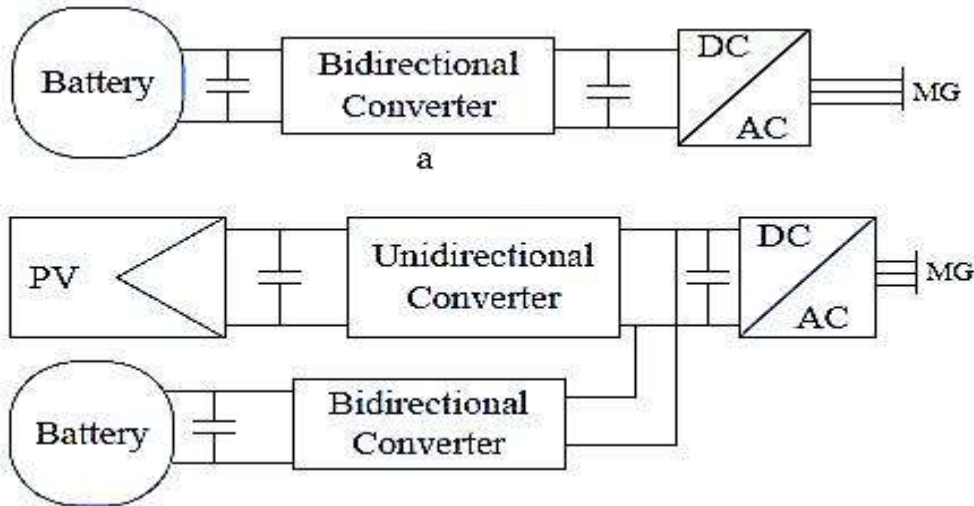 Battery
Bidirectional
Converter
DC
AC
MG
a
PV
Unidirectional
Converter
DC
AC
MG
Battery
Bidirectional
Converter